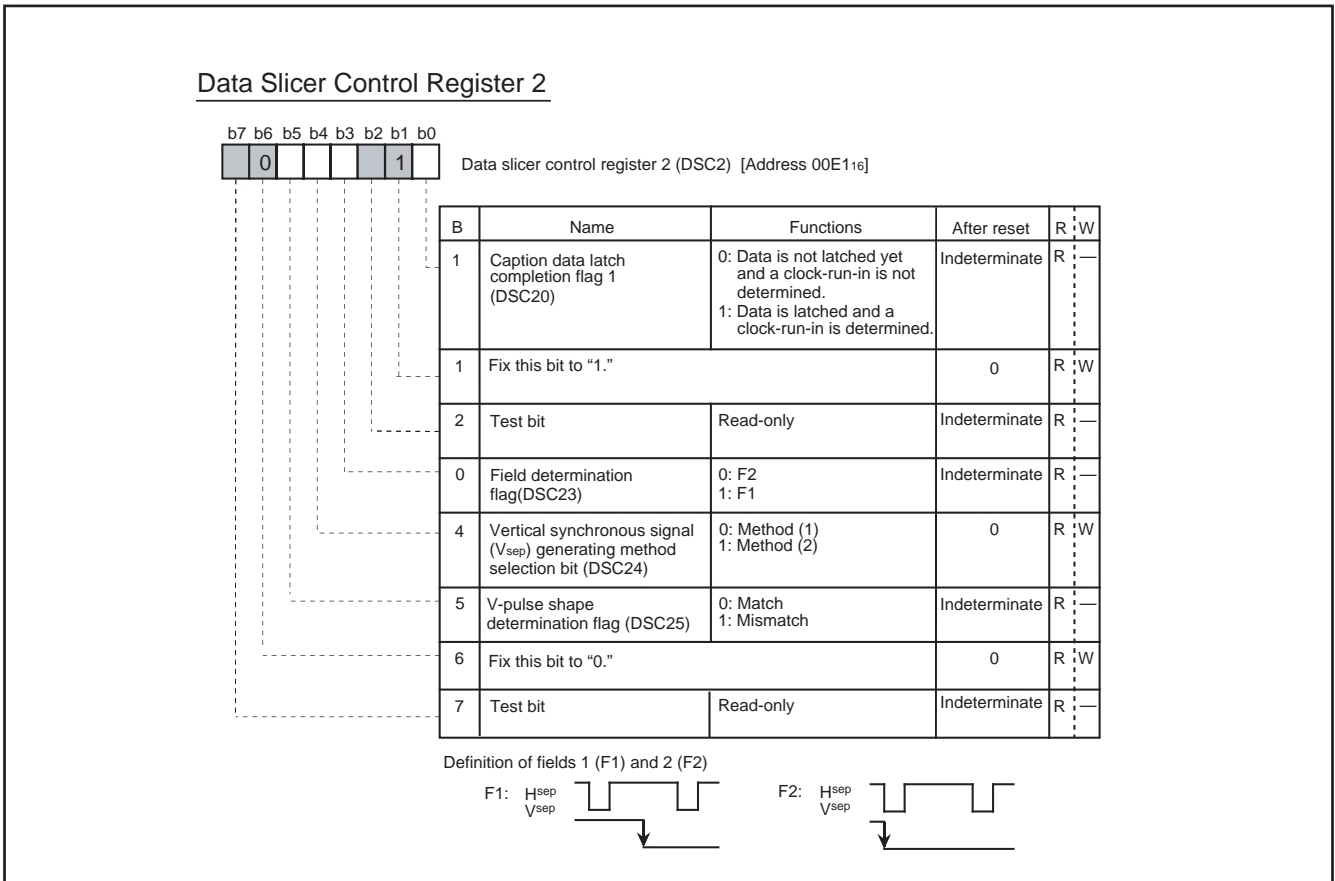 Data Slicer Control Register 2
b7 b6 b5 b4 b3 b2 b1 b0
0 1
Data slicer control register 2 (DSC2) [Address 00E116]
B Name Functions After reset R W
1 Caption data latch completion flag 1 (DSC20)
0: Data is not latched yet
and a clock-run-in is not
determined.
1: Data is latched and a
clock-run-in is determined.
Indeterminate R —
1 Fix this bit to “1.” 0 R W
2 Test bit Read-only Indeterminate R —
0 Field determination
flag(DSC23)
0: F2
1: F1
Indeterminate R —
4 Vertical synchronous signal
(Vsep) generating method
selection bit (DSC24)
0: Method (1)
1: Method (2)
0 R W
5 V-pulse shape
determination flag (DSC25)
0: Match
1: Mismatch
Indeterminate R —
6 Fix this bit to “0.” 0 R W
7 Test bit Read-only Indeterminate R —
Definition of fields 1 (F1) and 2 (F2)
F1: Hsep
Vsep
F2: Hsep
Vsep